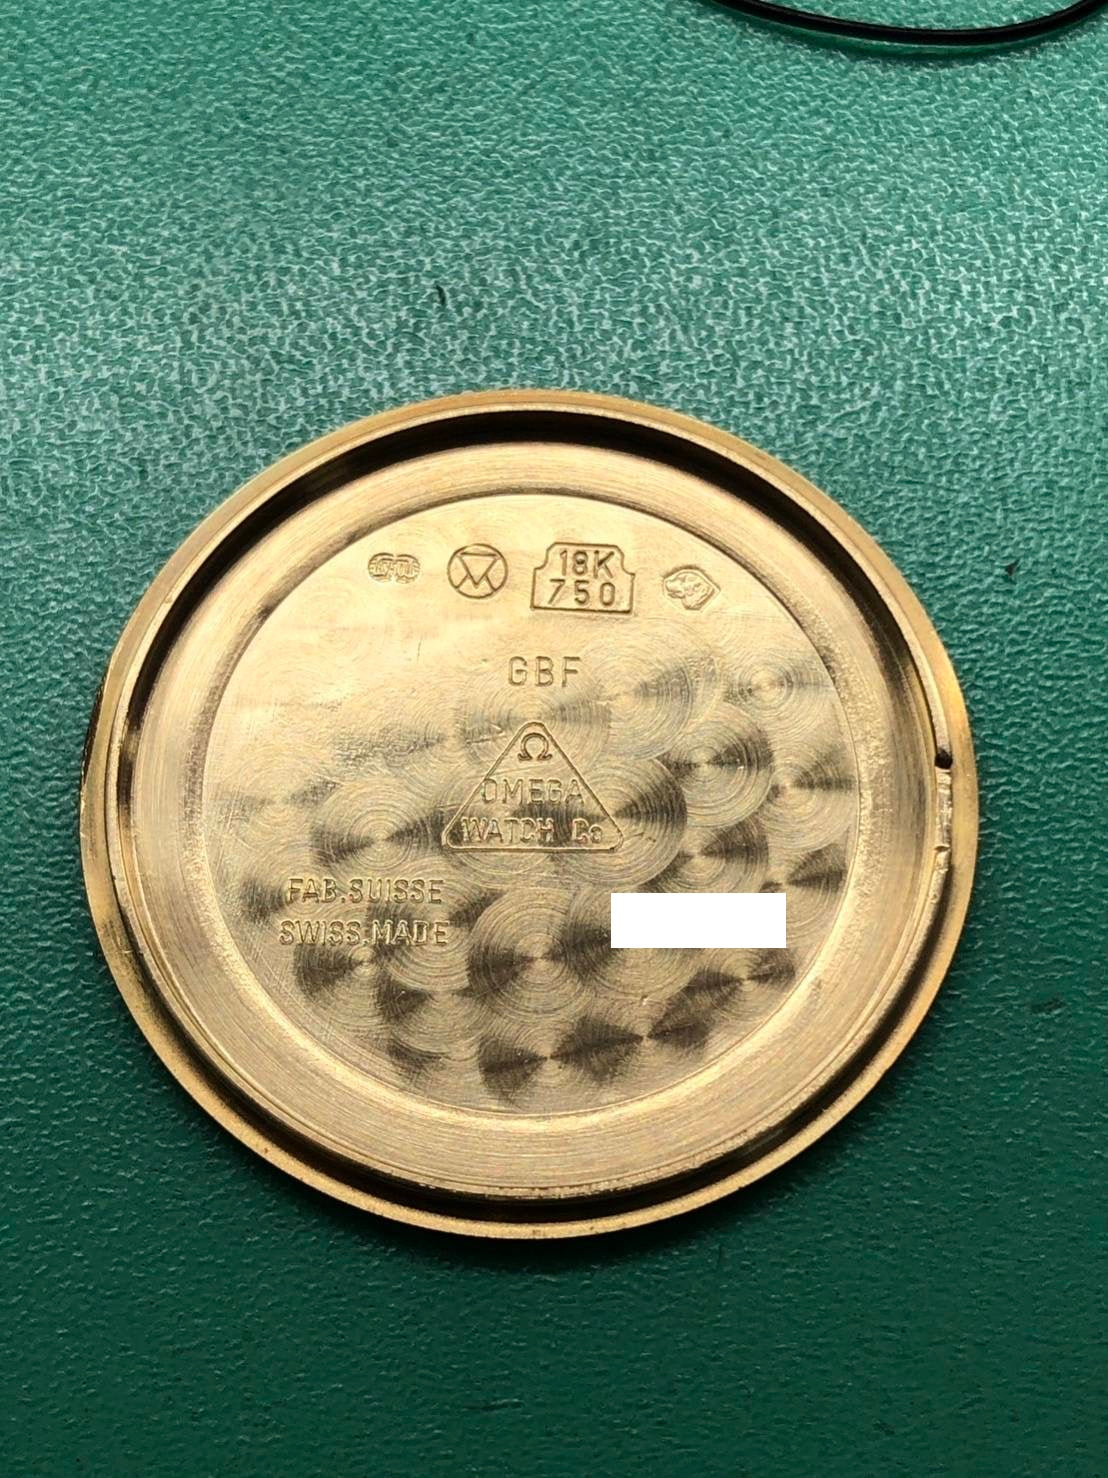 18K
750
GBF
Ω
OMEGA
WATCH Co
FAB.SUISSE
SWISS.MADE